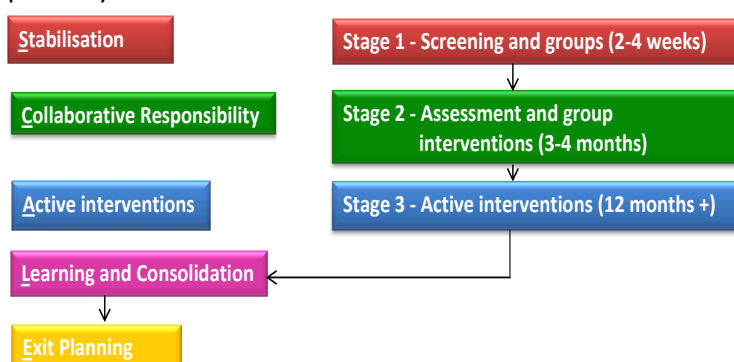 Stabilisation
Stage 1 - Screening and groups (2-4 weeks)
Collaborative Responsibility
Stage 2 - Assessment and group
interventions (3-4 months)
Active interventions
Stage 3 - Active interventions (12 months +)
Learning and Consolidation
Exit Planning